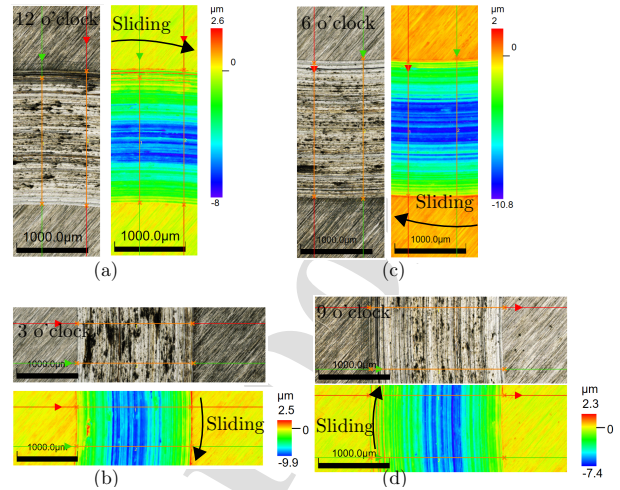 12 o'clock
Sliding
1000.0µm
µm
2.6
0
-8
(a)
6 o'clock
Sliding
1000.0µm
1000.0µm
µm
2
0
-10.8
(c)
3 o'clock
1000.0µm
1000.0µm
Sliding
µm
2.5
0
-9.9
(b)
9 o'clock
1000.0µm
1000.0µm
Sliding
µm
2.3
0
-7.4
(d)